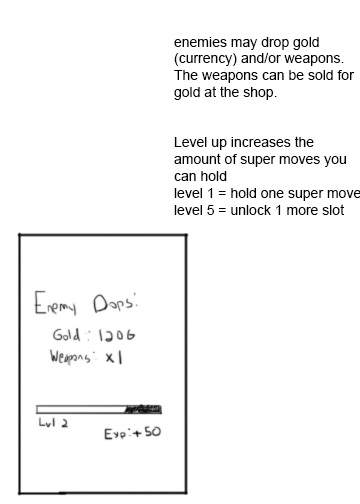 enemies may drop gold
(currency) and/or weapons.
The weapons can be sold for
gold at the shop.
Level up increases the
amount of super moves you
can hold
level 1 = hold one super move
level 5 = unlock 1 more slot
Enemy Dops:
Gold: 1206
Weapons: x1
Lvl 2
Exp:+50